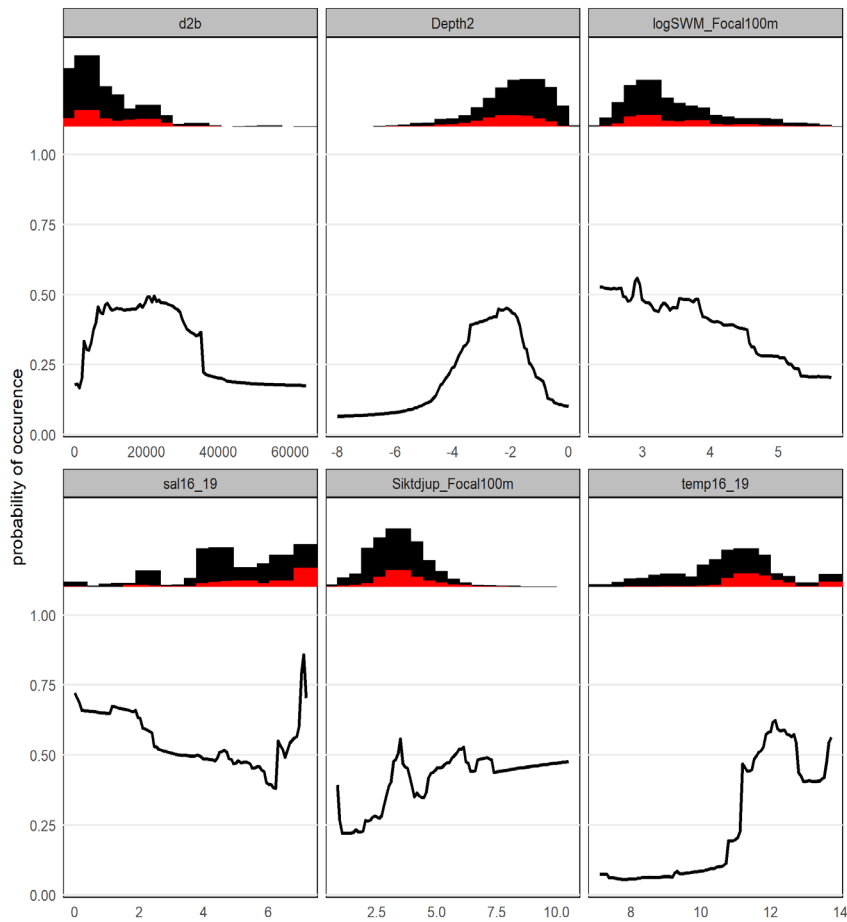 d2b Depth2 logSWM_Focal100m
1.00
0.75
0.50
0.25
0.00
0 20000 40000 60000 -8 -6 -4 -2 0 3 4 5
probability of occurence
sal16_19 Siktdjup_Focal100m temp16_19
1.00
0.75
0.50
0.25
0.00
0 2 4 6 2.5 5.0 7.5 10.0 8 10 12 14